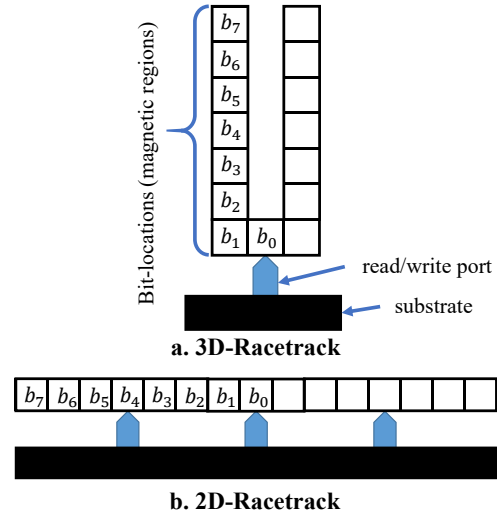 b₇
b₆
b₅
b₄
b₃
b₂
b₁ b₀
Bit-locations (magnetic regions)
read/write port
substrate
a. 3D-Racetrack
b₇ b₆ b₅ b₄ b₃ b₂ b₁ b₀
b. 2D-Racetrack